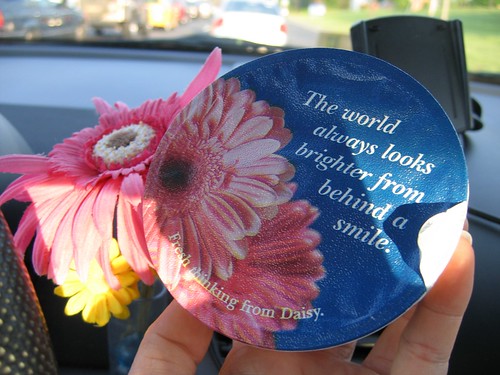 The world
always looks
brighter from
behind a
smile.
Fresh thinking from Daisy.